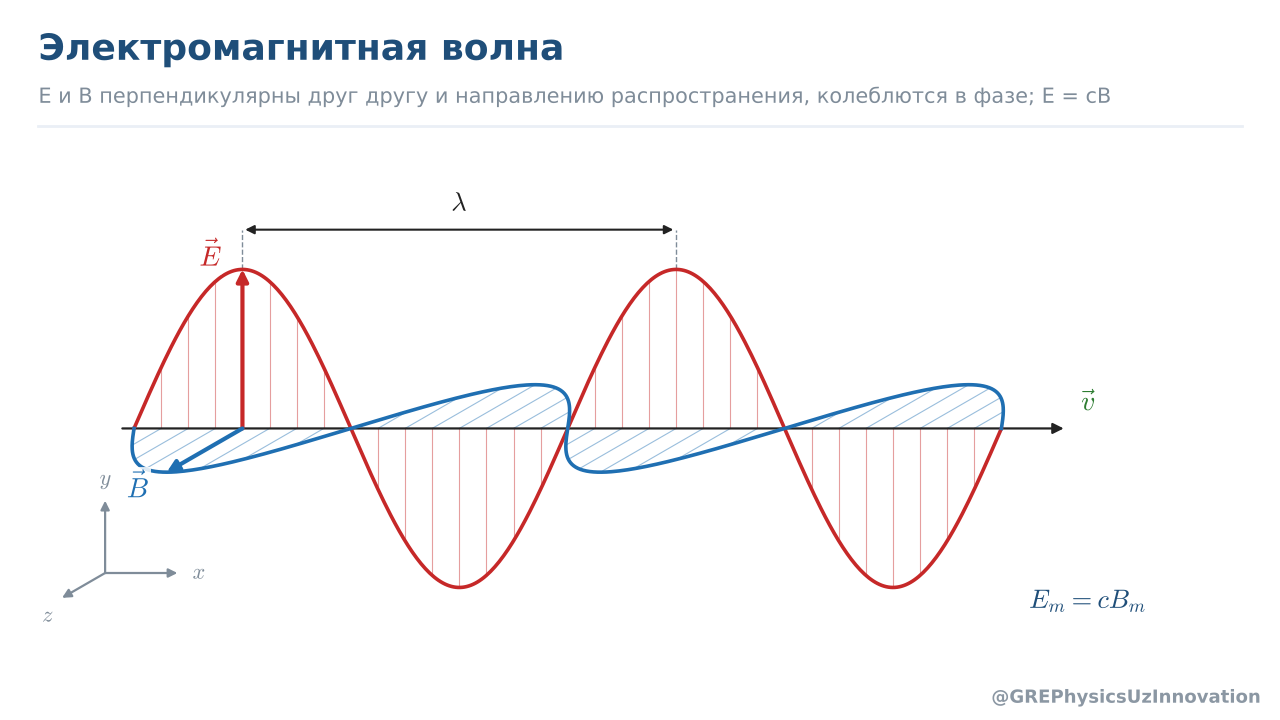 Электромагнитная волна
E и B перпендикулярны друг другу и направлению распространения, колеблются в фазе; E = cB
λ
E⃗
v⃗
B⃗
y
x
z
Eₘ = cBₘ
@GREPhysicsUzInnovation